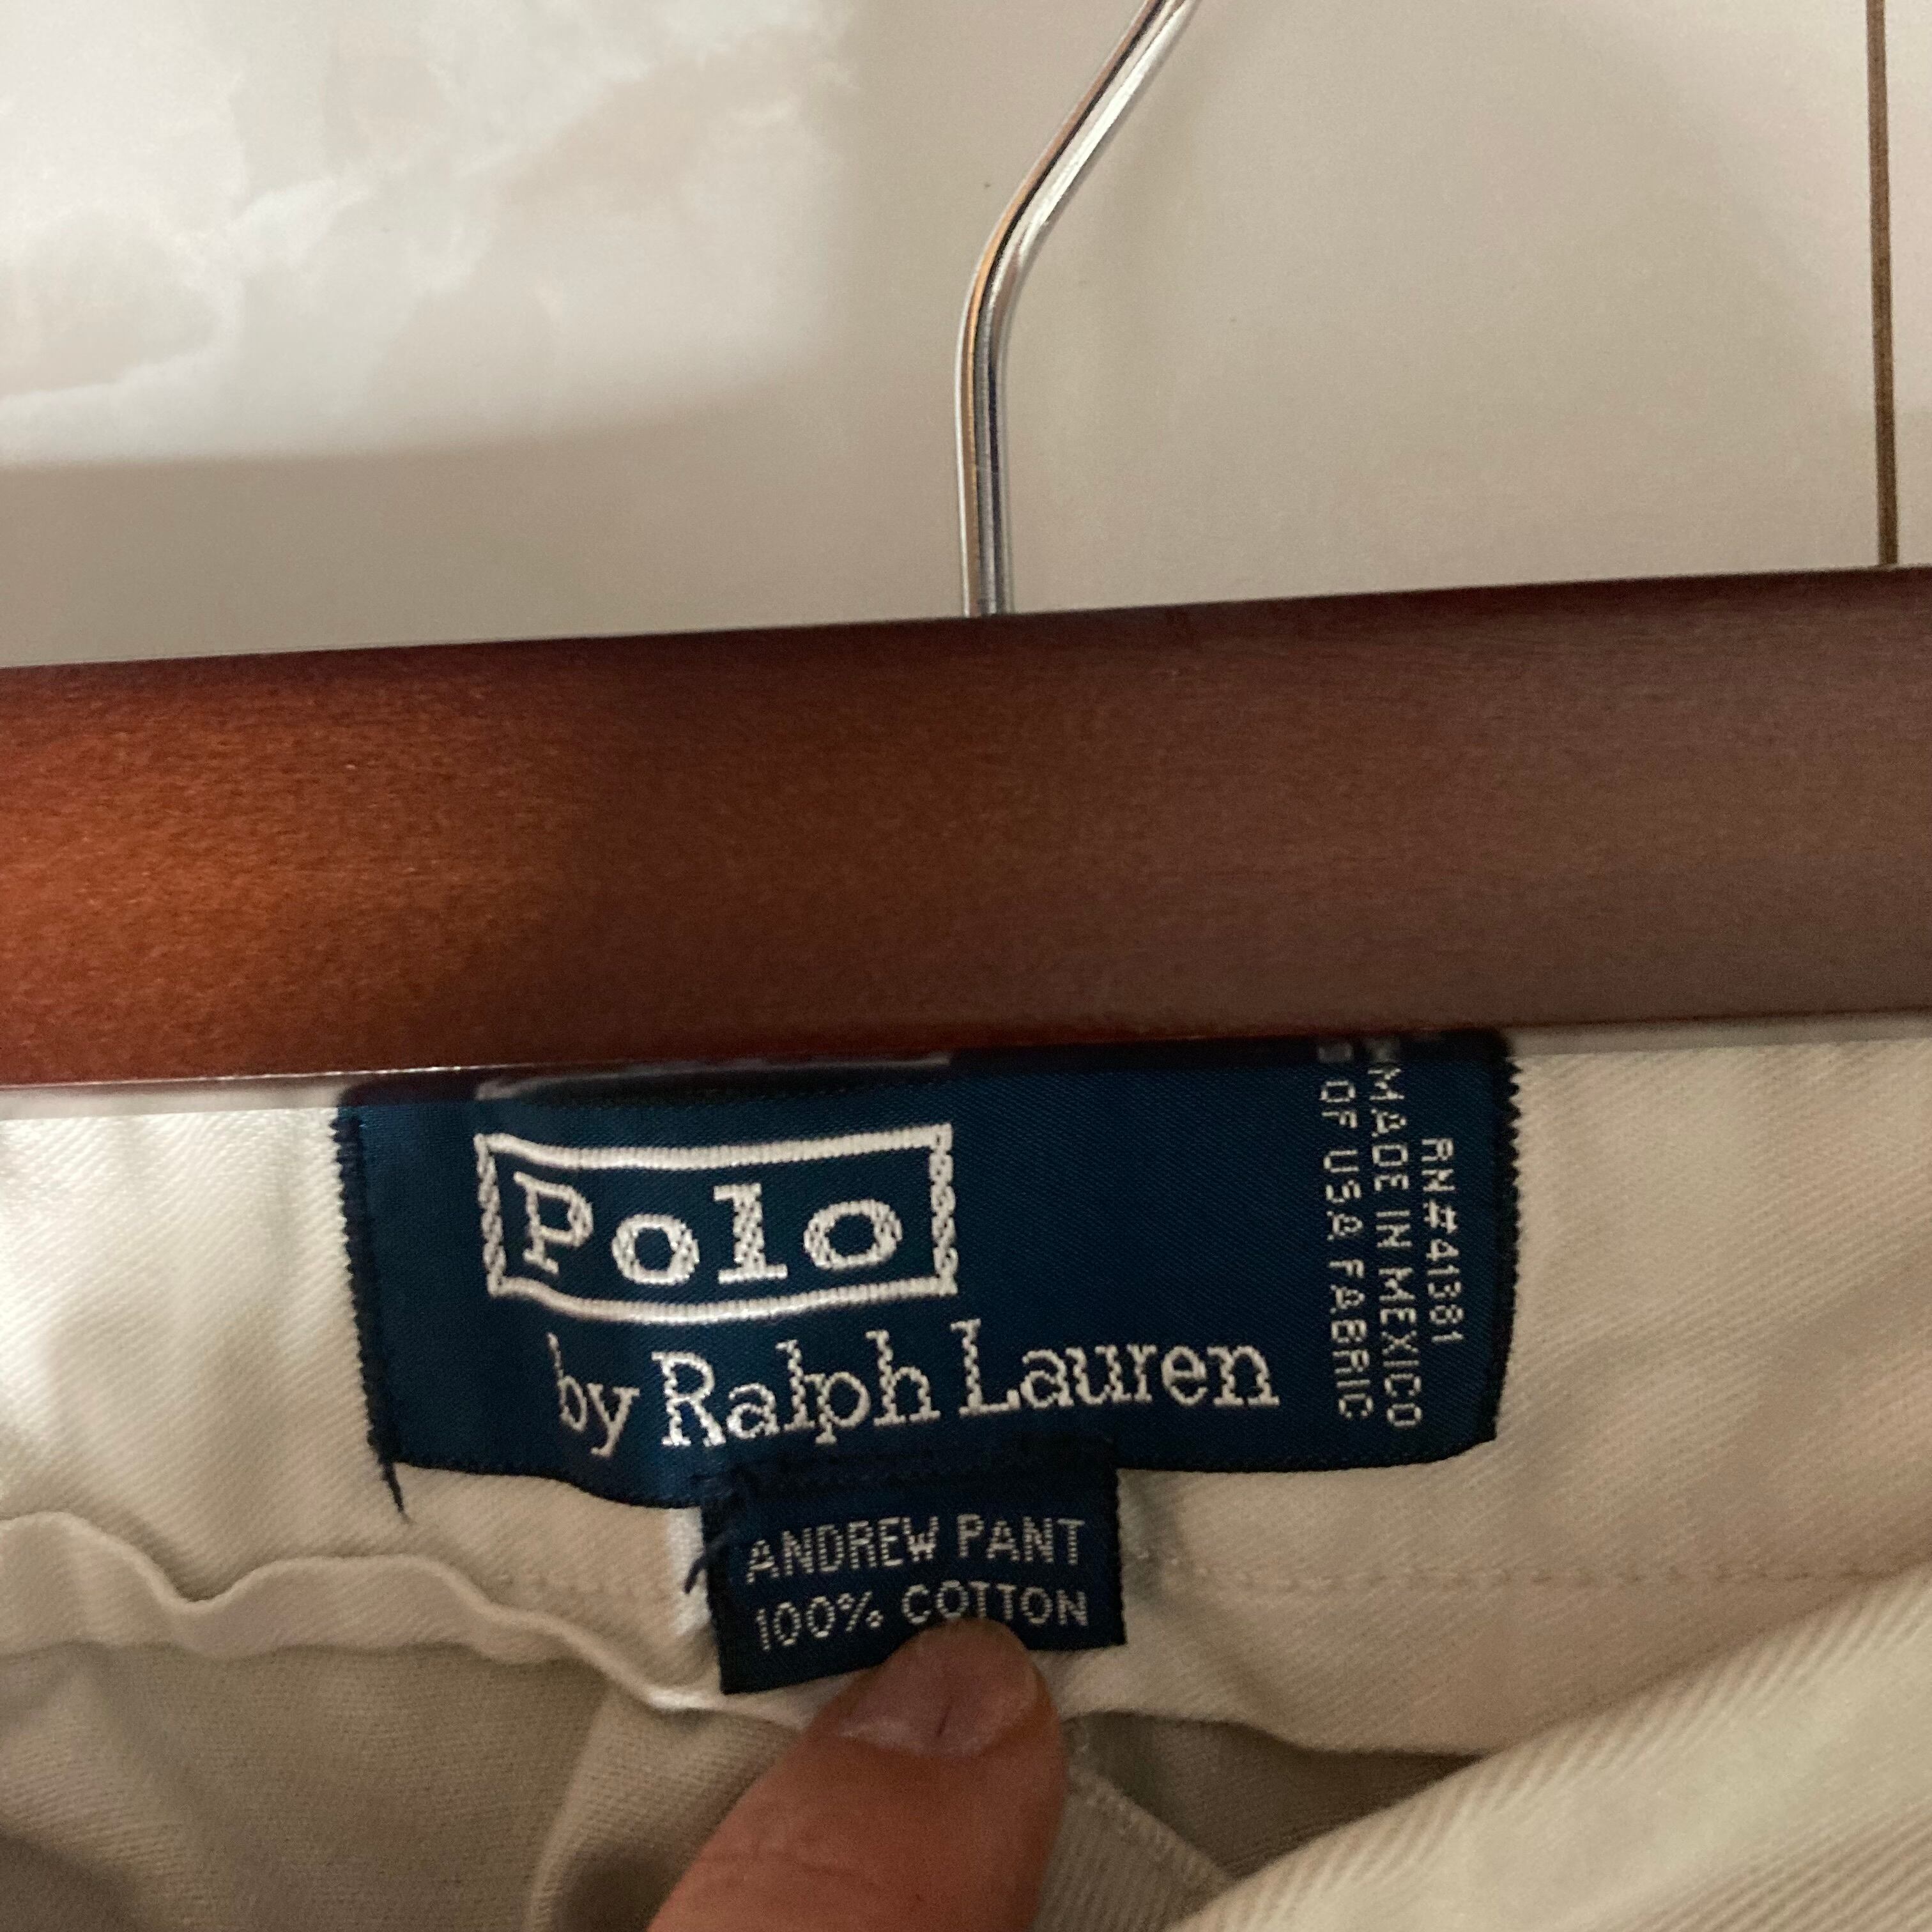 Polo
by Ralph Lauren
RN#41381
MADE IN MEXICO
OF USA FABRIC
ANDREW PANT
100% COTTON